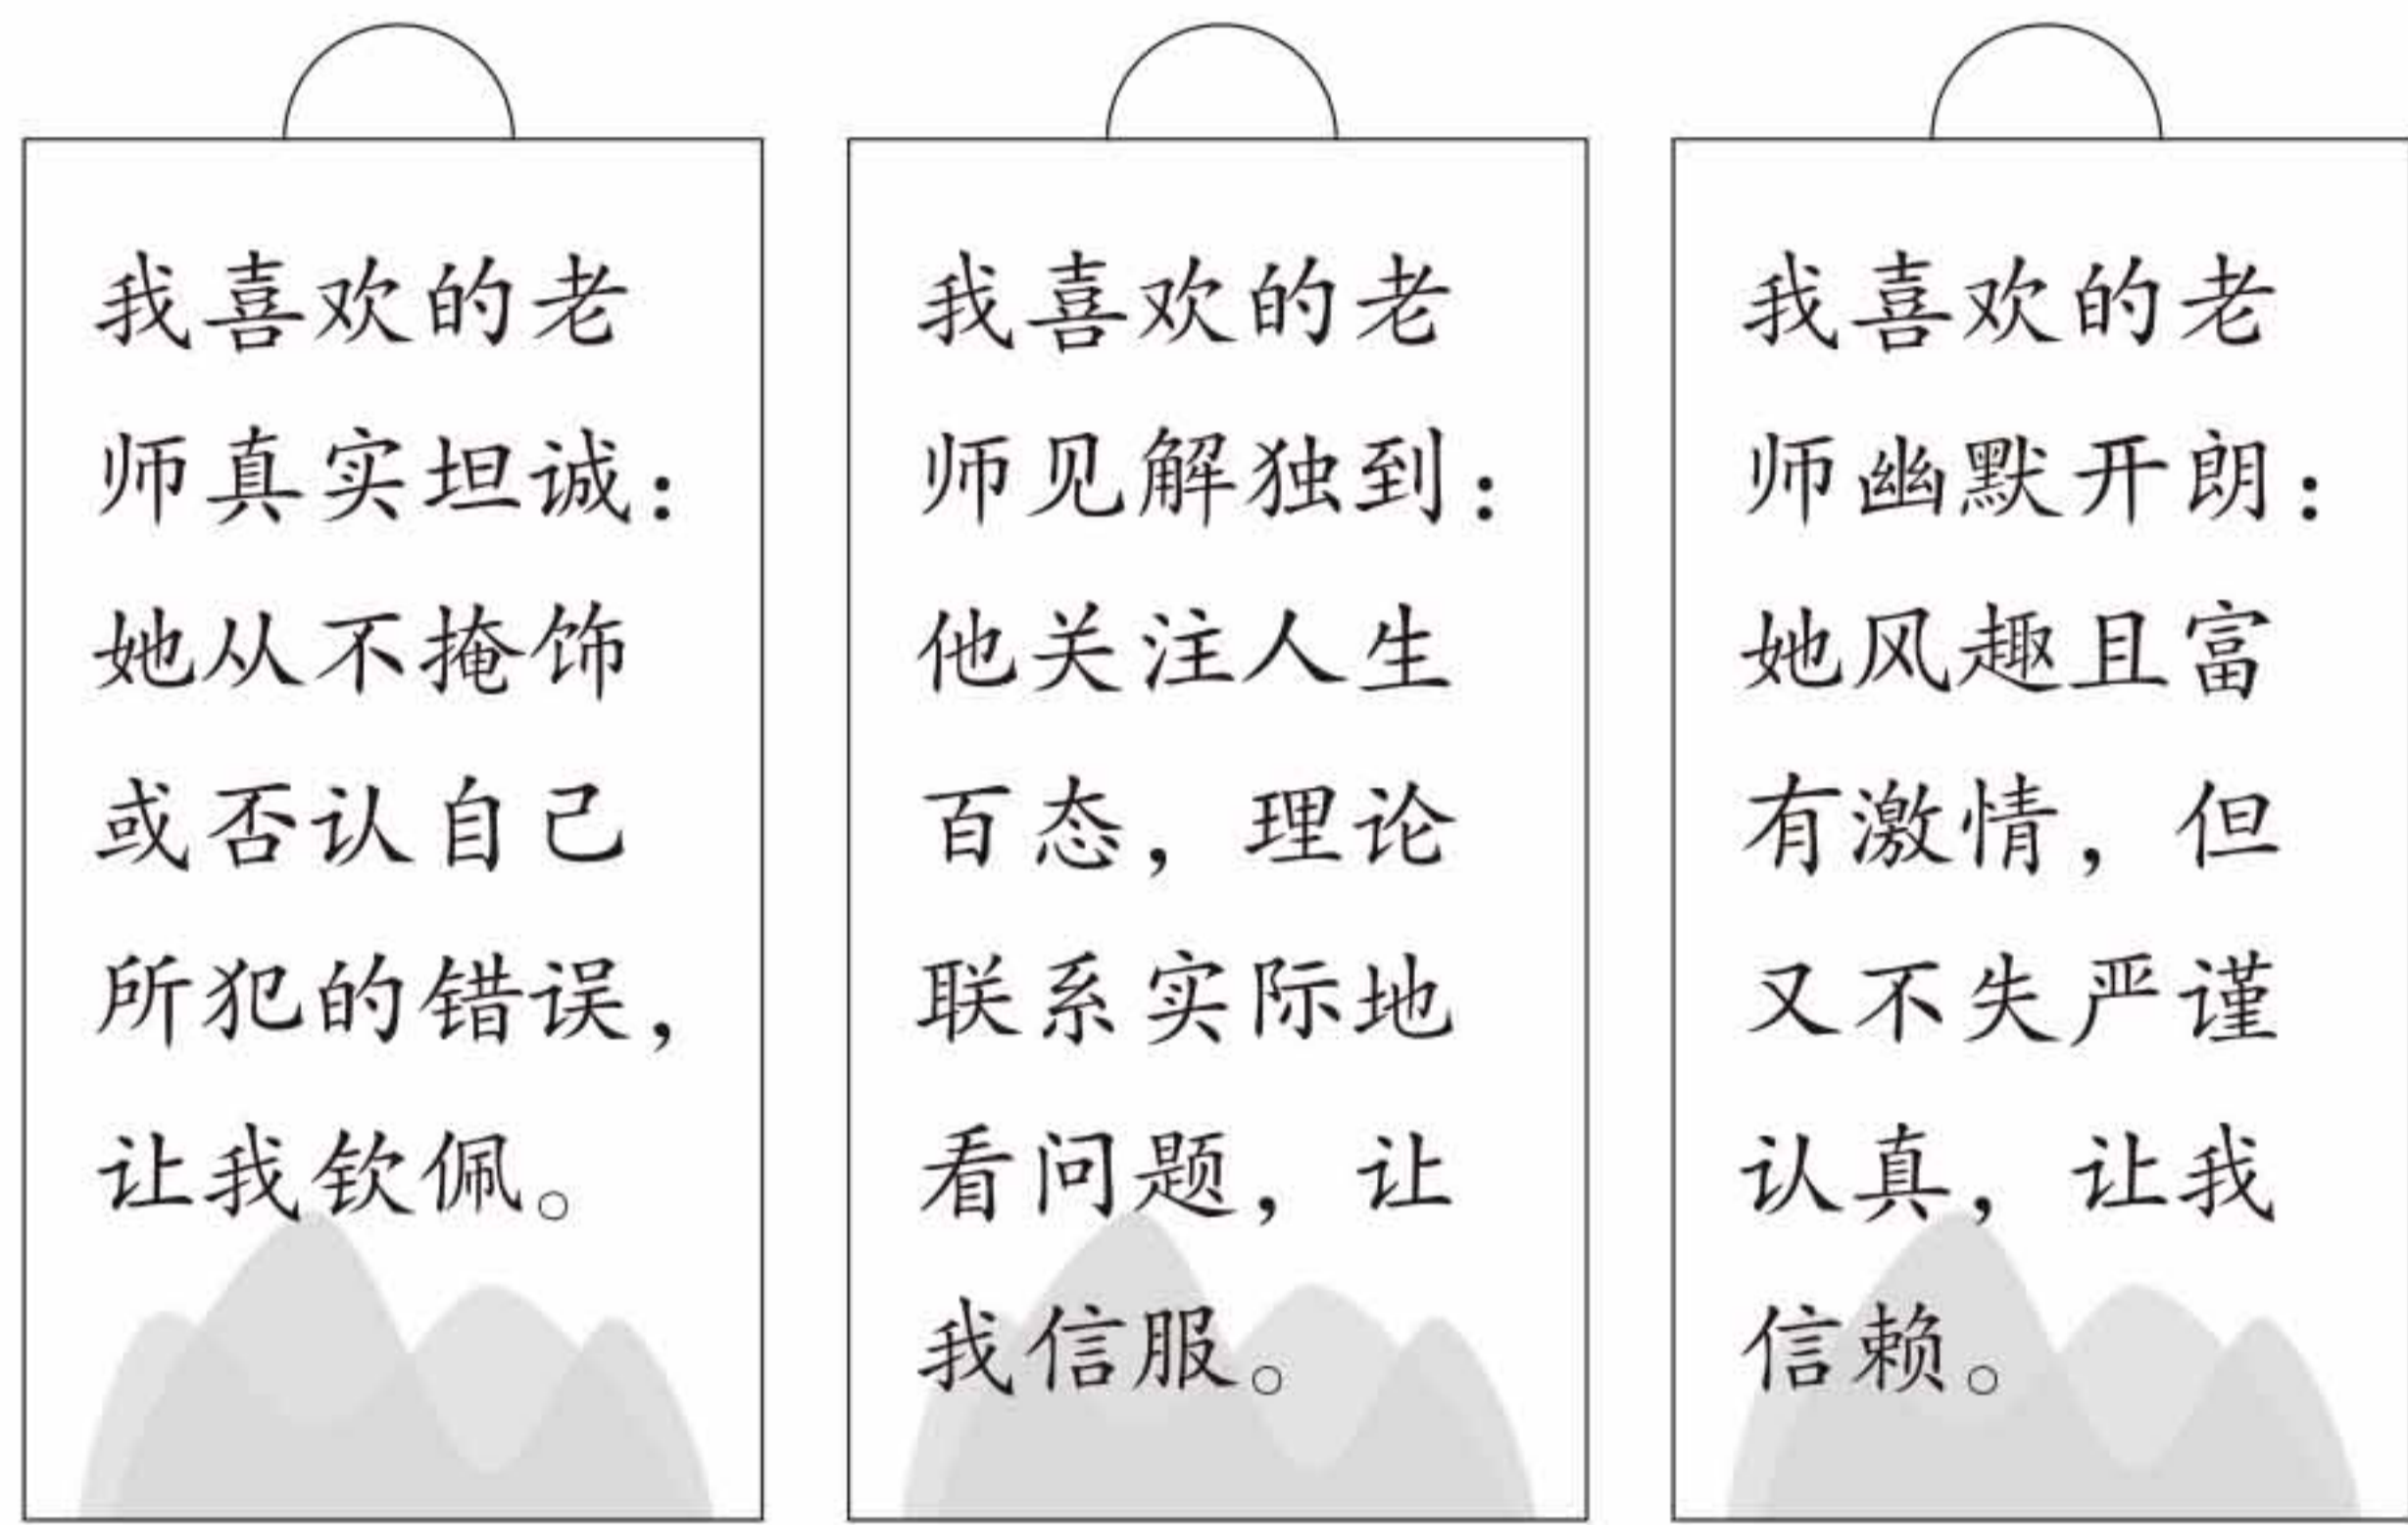 我喜欢的老
师真实坦诚：
她从不掩饰
或否认自己
所犯的错误，
让我钦佩。
我喜欢的老
师见解独到：
他关注人生
百态，理论
联系实际地
看问题，让
我信服。
我喜欢的老
师幽默开朗：
她风趣且富
有激情，但
又不失严谨
认真，让我
信赖。